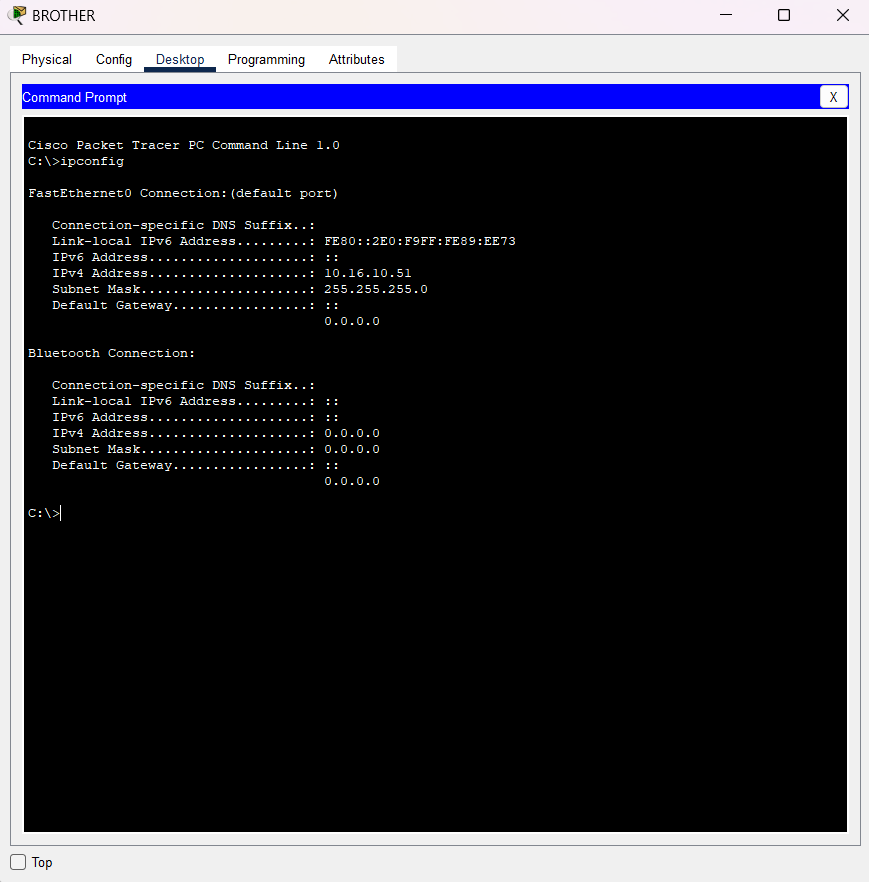 BROTHER
Physical Config Desktop Programming Attributes
Command Prompt X
Cisco Packet Tracer PC Command Line 1.0
C:\>ipconfig
FastEthernet0 Connection:(default port)
Connection-specific DNS Suffix..:
Link-local IPv6 Address.........: FE80::2E0:F9FF:FE89:EE73
IPv6 Address....................: ::
IPv4 Address....................: 10.16.10.51
Subnet Mask.....................: 255.255.255.0
Default Gateway.................: ::
0.0.0.0
Bluetooth Connection:
Connection-specific DNS Suffix..:
Link-local IPv6 Address.........: ::
IPv6 Address....................: ::
IPv4 Address....................: 0.0.0.0
Subnet Mask.....................: 0.0.0.0
Default Gateway.................: ::
0.0.0.0
C:\>
Top